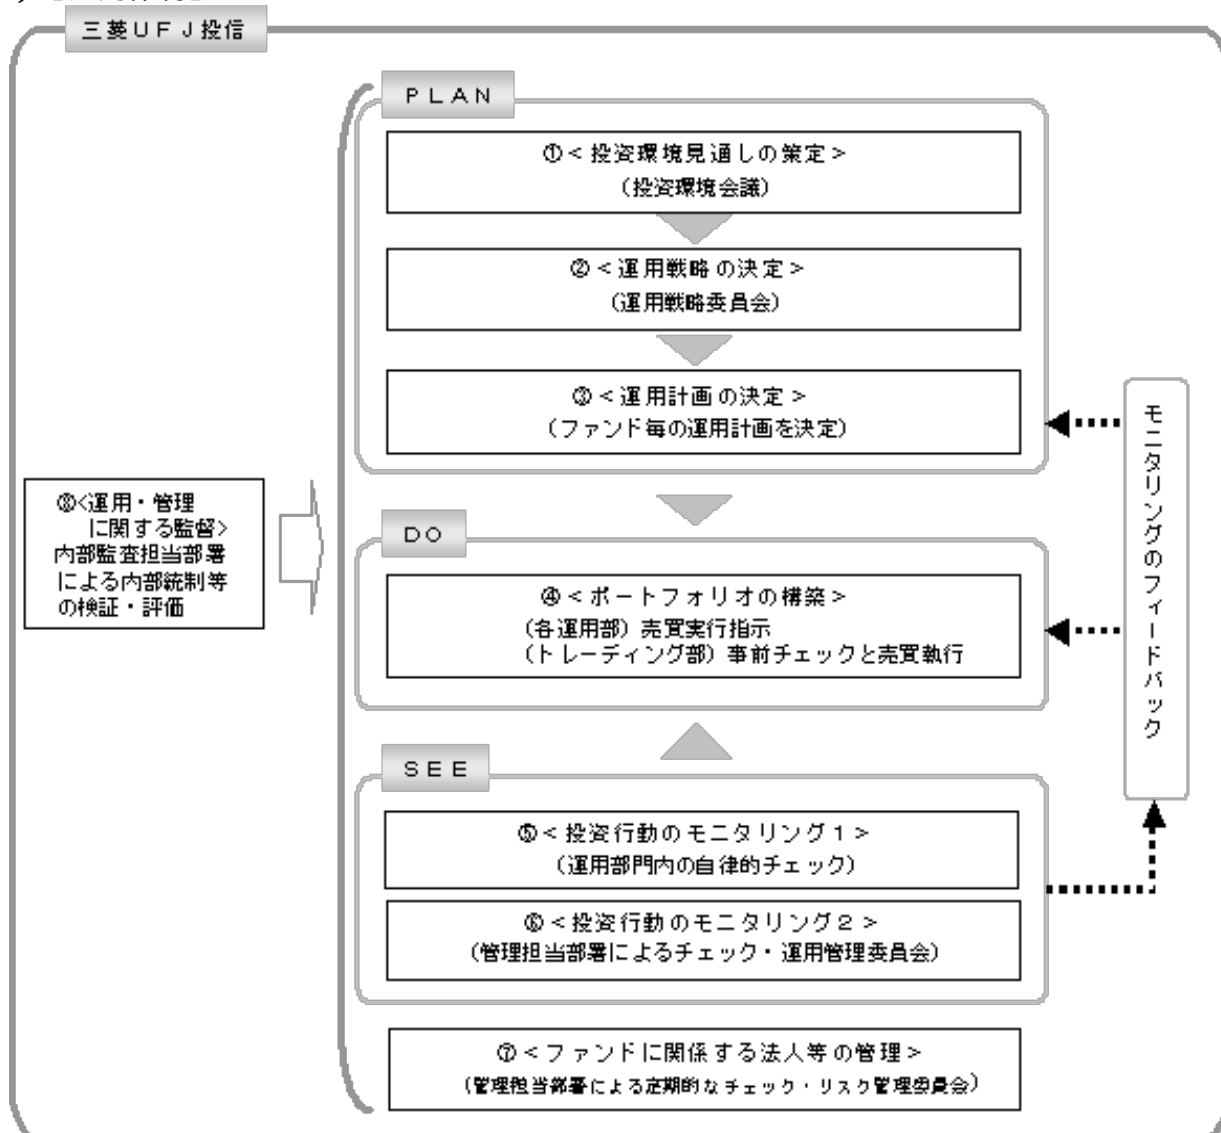 三菱UFJ投信
PLAN
①<投資環境見通しの策定>
(投資環境会議)
②<運用戦略の決定>
(運用戦略委員会)
③<運用計画の決定>
(ファンド毎の運用計画を決定)
⑧<運用・管理
に関する監督>
内部監査担当部署
による内部統制等
の検証・評価
DO
④<ポートフォリオの構築>
(各運用部) 売買実行指示
(トレーディング部) 事前チェックと売買執行
SEE
⑤<投資行動のモニタリング1>
(運用部門内の自律的チェック)
⑥<投資行動のモニタリング2>
(管理担当部署によるチェック・運用管理委員会)
⑦<ファンドに関係する法人等の管理>
(管理担当部署による定期的なチェック・リスク管理委員会)
モニタリングのフィードバック